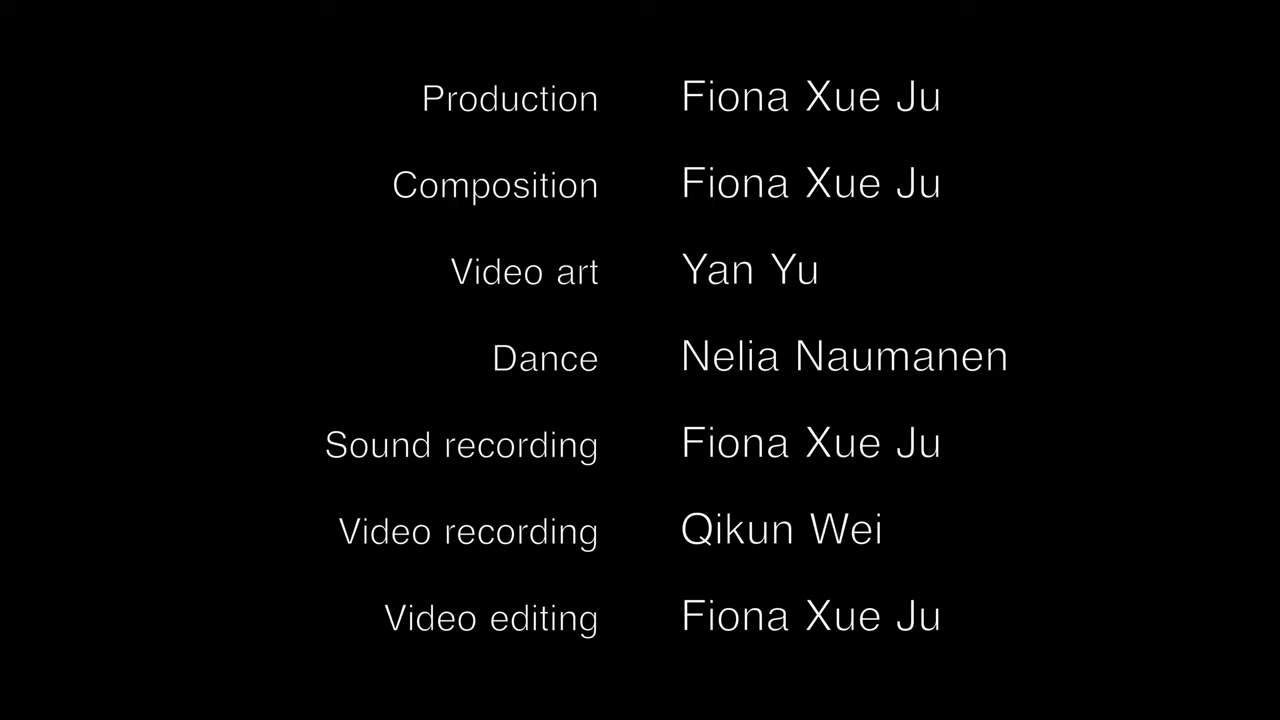 Production Fiona Xue Ju
Composition Fiona Xue Ju
Video art Yan Yu
Dance Nelia Naumanen
Sound recording Fiona Xue Ju
Video recording Qikun Wei
Video editing Fiona Xue Ju